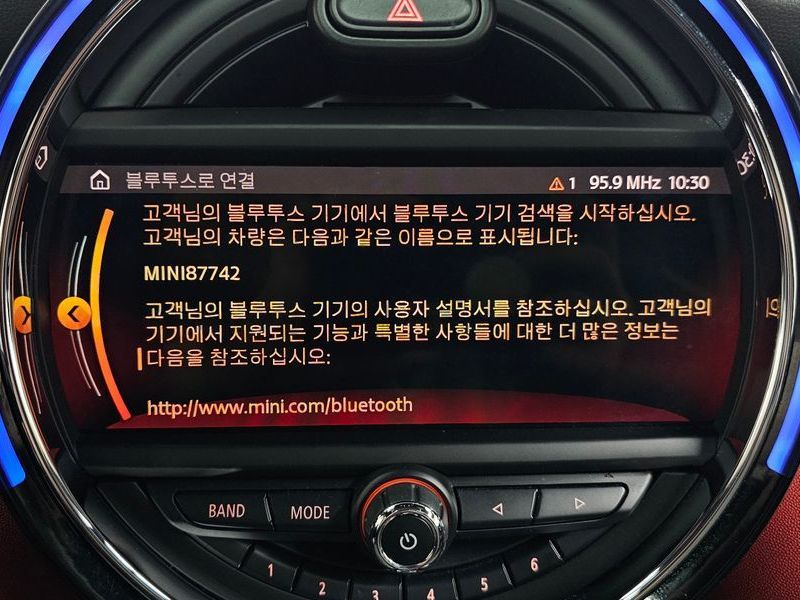 블루투스로 연결
1 95.9 MHz 10:30
고객님의 블루투스 기기에서 블루투스 기기 검색을 시작하십시오.
고객님의 차량은 다음과 같은 이름으로 표시됩니다:
MINI87742
고객님의 블루투스 기기의 사용자 설명서를 참조하십시오. 고객님의
기기에서 지원되는 기능과 특별한 사항들에 대한 더 많은 정보는
다음을 참조하십시오:
http://www.mini.com/bluetooth
BAND MODE
1 2 3 4 5 6